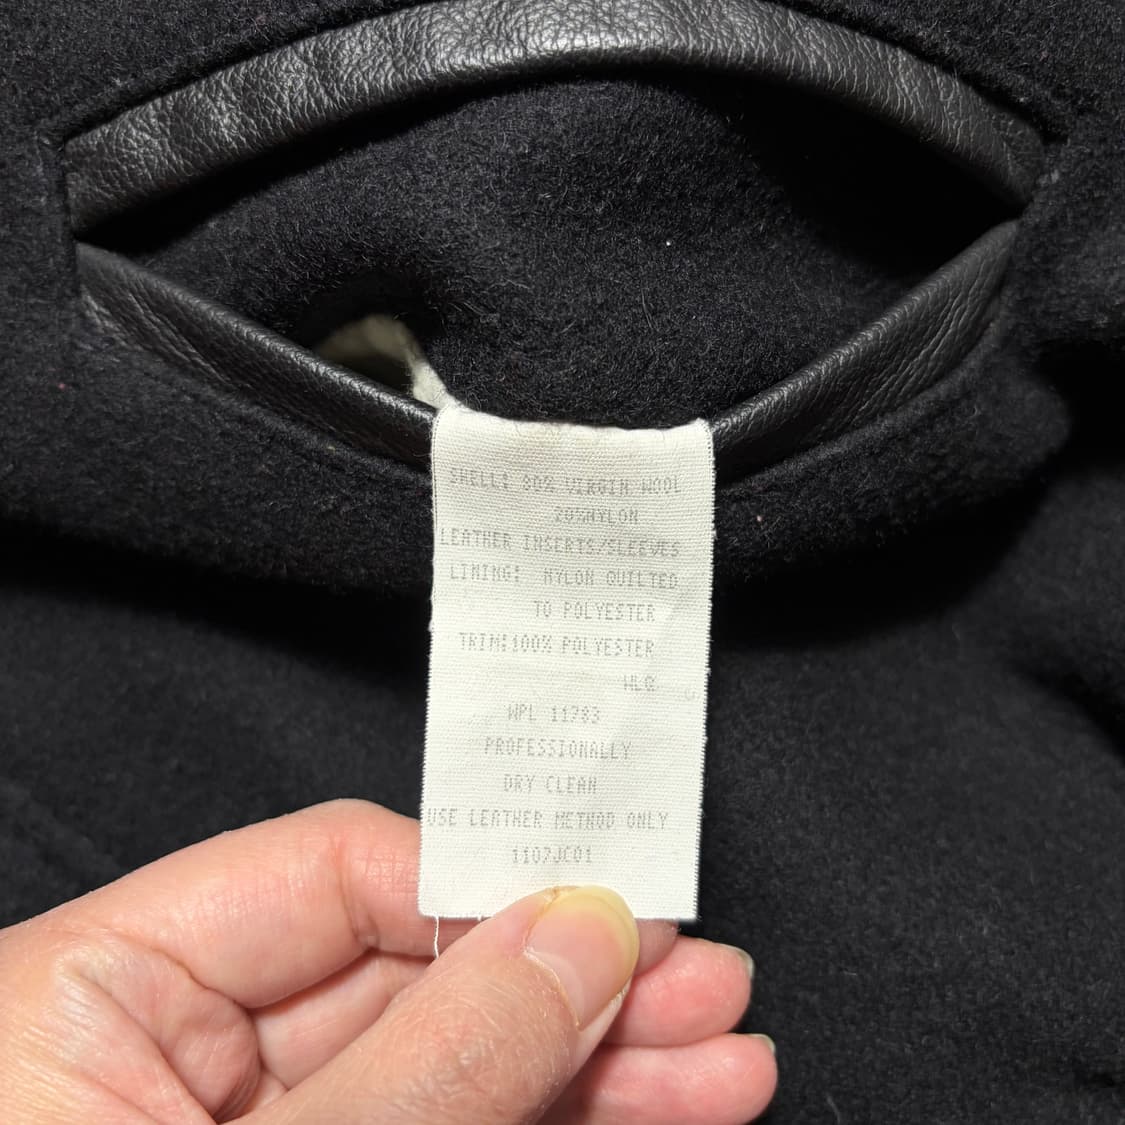 SHELL: 80% VIRGIN WOOL
20%NYLON
LEATHER INSERTS/SLEEVES
LINING: NYLON QUILTED
TO POLYESTER
TRIM:100% POLYESTER
WPL 11783
PROFESSIONALLY
DRY CLEAN
USE LEATHER METHOD ONLY
1107JC01